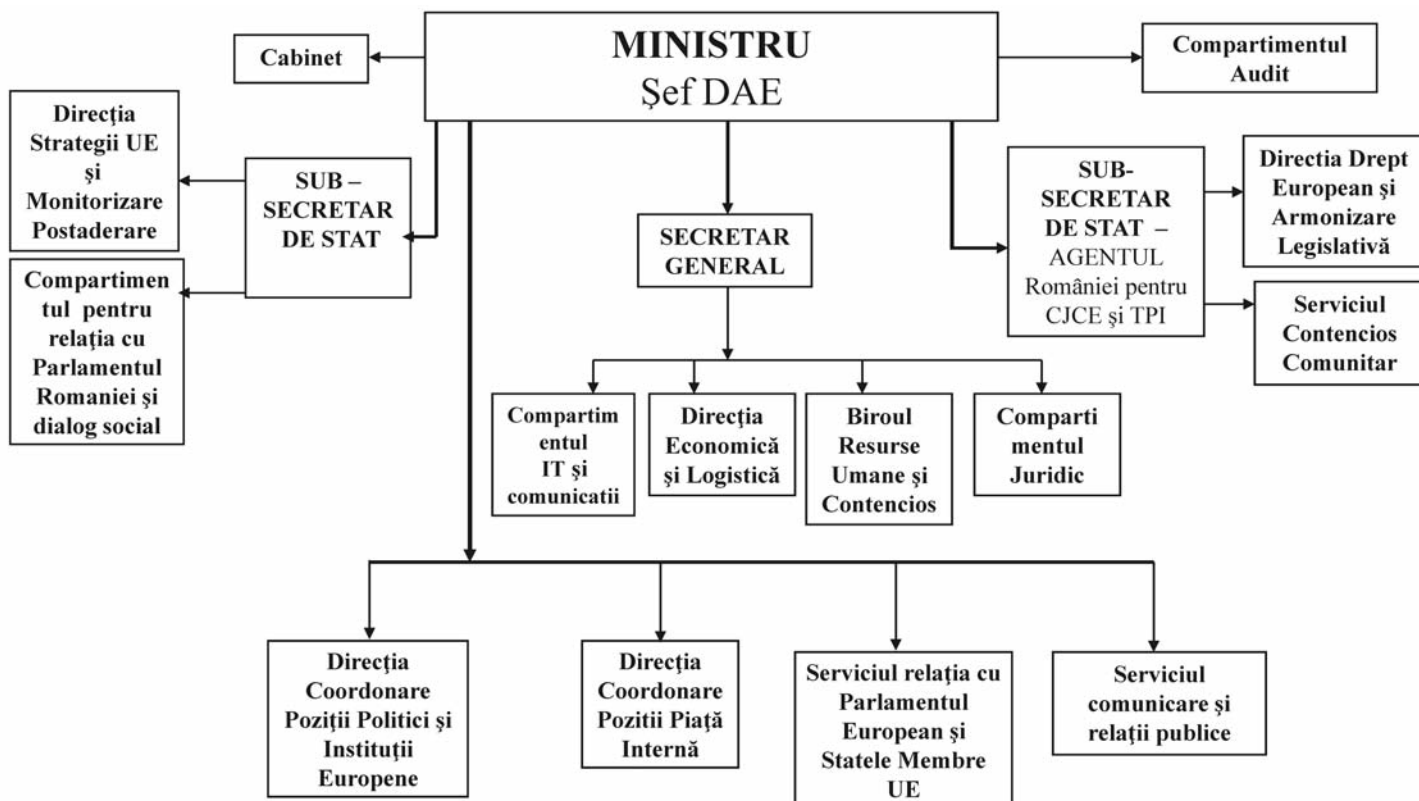 MINISTRU
Şef DAE
Cabinet
Compartimentul
Audit
Direcţia
Strategii UE
şi
Monitorizare
Postaderare
SUB –
SECRETAR
DE STAT
Compartimen
tul pentru
relaţia cu
Parlamentul
Romaniei şi
dialog social
SECRETAR
GENERAL
SUB-
SECRETAR
DE STAT –
AGENTUL
României pentru
CJCE şi TPI
Directia Drept
European şi
Armonizare
Legislativă
Serviciul
Contencios
Comunitar
Compartim
entul
IT şi
comunicatii
Direcţia
Economică
şi Logistică
Biroul
Resurse
Umane şi
Contencios
Comparti
mentul
Juridic
Direcţia
Coordonare
Poziţii Politici şi
Instituţii
Europene
Direcţia
Coordonare
Pozitii Piaţă
Internă
Serviciul relaţia cu
Parlamentul
European şi
Statele Membre
UE
Serviciul
comunicare şi
relaţii publice